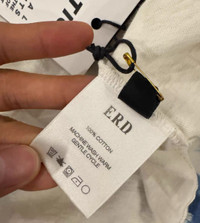 ERD
100% COTTON
MACHINE WASH WARM
GENTLE CYCLE